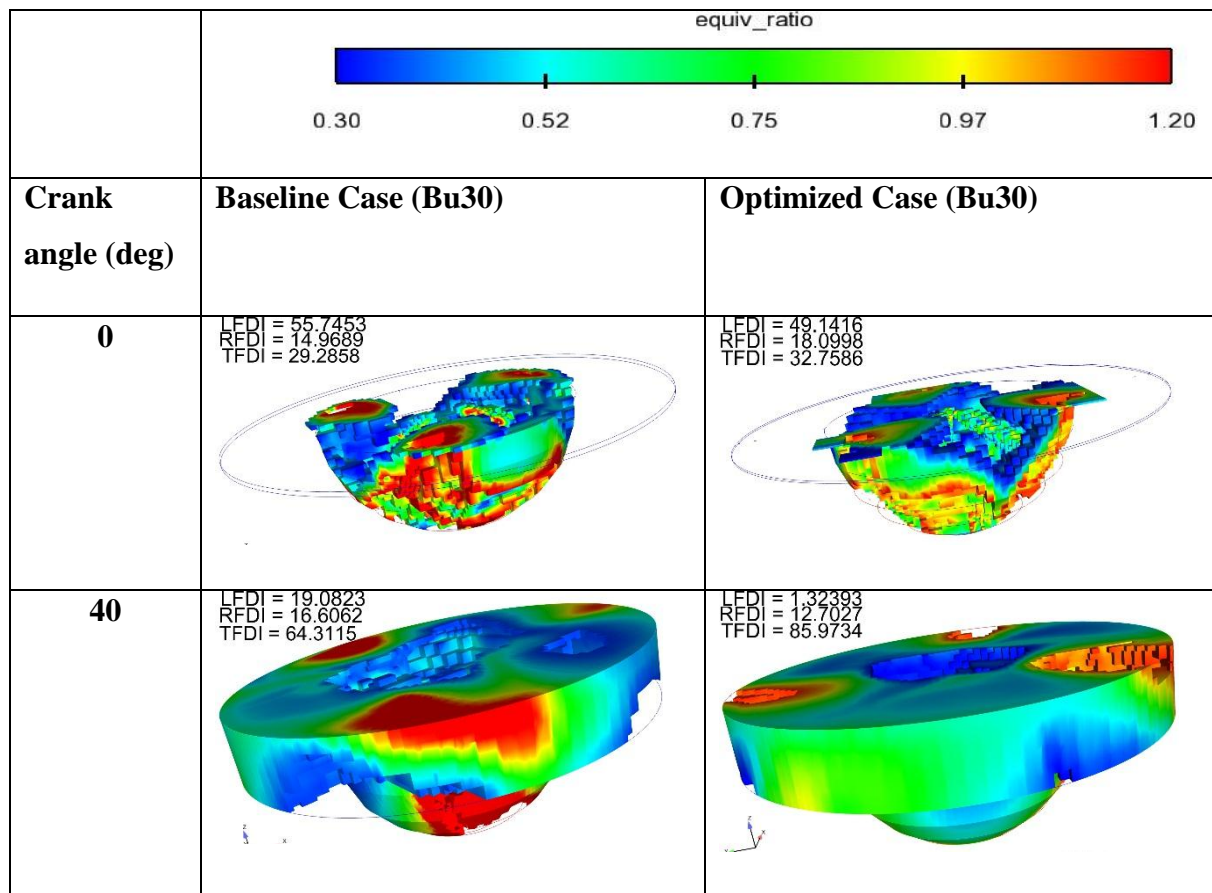 equiv_ratio
0.30 0.52 0.75 0.97 1.20
Crank
angle (deg)
Baseline Case (Bu30)
Optimized Case (Bu30)
0
LFDI = 55.7453
RFDI = 14.9689
TFDI = 29.2858
LFDI = 49.1416
RFDI = 18.0998
TFDI = 32.7586
40
LFDI = 19.0823
RFDI = 16.6062
TFDI = 64.3115
z
x
LFDI = 1.32393
RFDI = 12.7027
TFDI = 85.9734
z
x